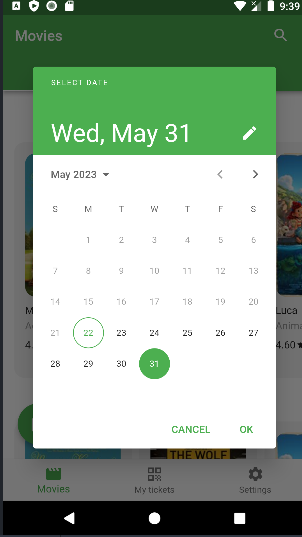 9:39
Movies
SELECT DATE
Wed, May 31
May 2023
S M T W T F S
1 2 3 4 5 6
7 8 9 10 11 12 13
14 15 16 17 18 19 20
21 22 23 24 25 26 27
28 29 30 31
M
Luca
A
Anima
4.
4.60
CANCEL OK
THE WOLF
Movies My tickets Settings